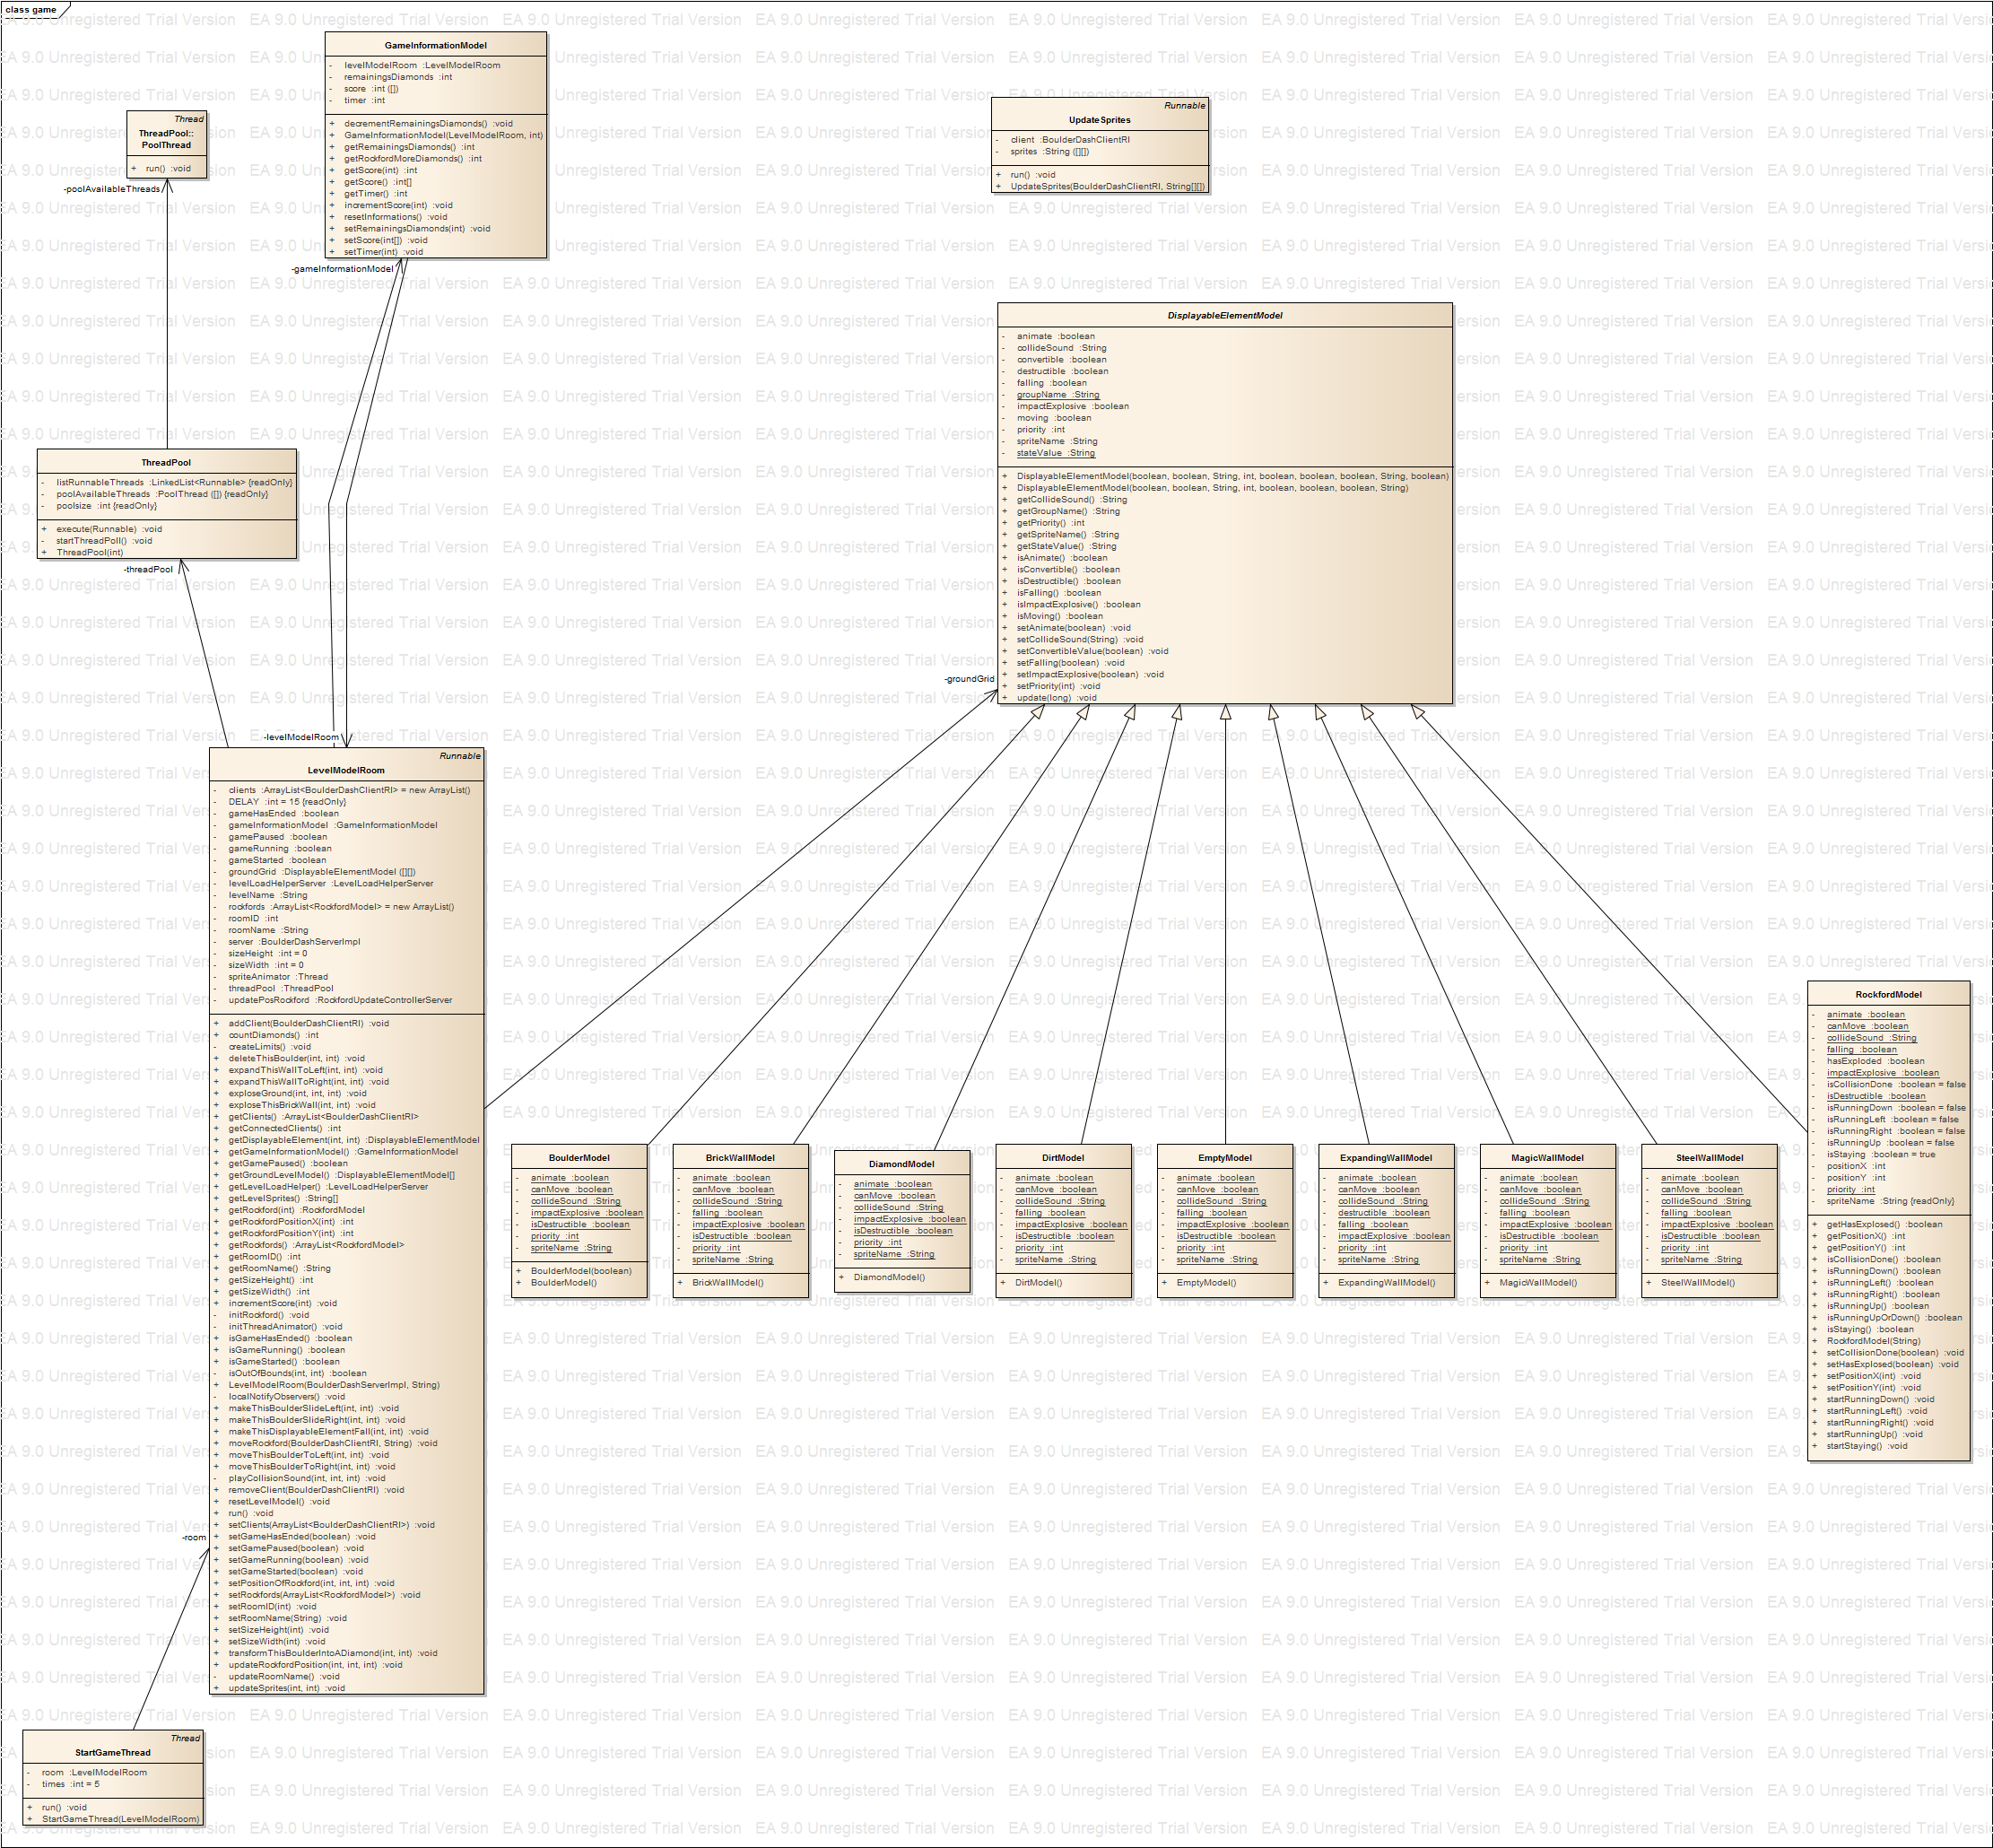 class game
GameInformationModel
- levelModelRoom :LevelModelRoom
- remainingsDiamonds :int
- score :int ([])
- timer :int
+ decrementRemainingsDiamonds() :void
+ GameInformationModel(LevelModelRoom, int)
+ getRemainingsDiamonds() :int
+ getRockfordMoreDiamonds() :int
+ getScore(int) :int
+ getScore() :int[]
+ getTimer() :int
+ incrementScore(int) :void
+ resetInformations() :void
+ setRemainingsDiamonds(int) :void
+ setScore(int[]) :void
+ setTimer(int) :void
Thread
ThreadPool::
PoolThread
+ run() :void
-poolAvailableThreads
Runnable
UpdateSprites
- client :BoulderDashClientRI
- sprites :String ([][])
+ run() :void
+ UpdateSprites(BoulderDashClientRI, String[][])
-gameInformationModel
DisplayableElementModel
- animate :boolean
- collideSound :String
- convertible :boolean
- destructible :boolean
- falling :boolean
- groupName :String
- impactExplosive :boolean
- moving :boolean
- priority :int
- spriteName :String
- stateValue :String
+ DisplayableElementModel(boolean, boolean, String, int, boolean, boolean, boolean, String, boolean)
+ DisplayableElementModel(boolean, boolean, String, int, boolean, boolean, boolean, String)
+ getCollideSound() :String
+ getGroupName() :String
+ getPriority() :int
+ getSpriteName() :String
+ getStateValue() :String
+ isAnimate() :boolean
+ isConvertible() :boolean
+ isDestructible() :boolean
+ isFalling() :boolean
+ isImpactExplosive() :boolean
+ isMoving() :boolean
+ setAnimate(boolean) :void
+ setCollideSound(String) :void
+ setConvertibleValue(boolean) :void
+ setFalling(boolean) :void
+ setImpactExplosive(boolean) :void
+ setPriority(int) :void
+ update(long) :void
-groundGrid
ThreadPool
- listRunnableThreads :LinkedList<Runnable> {readOnly}
- poolAvailableThreads :PoolThread ([]) {readOnly}
- poolsize :int {readOnly}
+ execute(Runnable) :void
- startThreadPoll() :void
+ ThreadPool(int)
-threadPool
-levelModelRoom
Runnable
LevelModelRoom
- clients :ArrayList<BoulderDashClientRI> = new ArrayList()
- DELAY :int = 15 {readOnly}
- gameHasEnded :boolean
- gameInformationModel :GameInformationModel
- gamePaused :boolean
- gameRunning :boolean
- gameStarted :boolean
- groundGrid :DisplayableElementModel ([][])
- levelLoadHelperServer :LevelLoadHelperServer
- levelName :String
- rockfords :ArrayList<RockfordModel> = new ArrayList()
- roomID :int
- roomName :String
- server :BoulderDashServerImpl
- sizeHeight :int = 0
- sizeWidth :int = 0
- spriteAnimator :Thread
- threadPool :ThreadPool
- updatePosRockford :RockfordUpdateControllerServer
+ addClient(BoulderDashClientRI) :void
+ countDiamonds() :int
- createLimits() :void
+ deleteThisBoulder(int, int) :void
+ expandThisWallToLeft(int, int) :void
+ expandThisWallToRight(int, int) :void
+ exploseGround(int, int, int) :void
+ exploseThisBrickWall(int, int) :void
+ getClients() :ArrayList<BoulderDashClientRI>
+ getConnectedClients() :int
+ getDisplayableElement(int, int) :DisplayableElementModel
+ getGameInformationModel() :GameInformationModel
+ getGamePaused() :boolean
+ getGroundLevelModel() :DisplayableElementModel[]
+ getLevelLoadHelper() :LevelLoadHelperServer
+ getLevelSprites() :String[]
+ getRockford(int) :RockfordModel
+ getRockfordPositionX(int) :int
+ getRockfordPositionY(int) :int
+ getRockfords() :ArrayList<RockfordModel>
+ getRoomID() :int
+ getRoomName() :String
+ getSizeHeight() :int
+ getSizeWidth() :int
+ incrementScore(int) :void
- initRockford() :void
- initThreadAnimator() :void
+ isGameHasEnded() :boolean
+ isGameRunning() :boolean
+ isGameStarted() :boolean
- isOutOfBounds(int, int) :boolean
+ LevelModelRoom(BoulderDashServerImpl, String)
- localNotifyObservers() :void
+ makeThisBoulderSlideLeft(int, int) :void
+ makeThisBoulderSlideRight(int, int) :void
+ makeThisDisplayableElementFall(int, int) :void
+ moveRockford(BoulderDashClientRI, String) :void
+ moveThisBoulderToLeft(int, int) :void
+ moveThisBoulderToRight(int, int) :void
- playCollisionSound(int, int, int) :void
+ removeClient(BoulderDashClientRI) :void
+ resetLevelModel() :void
+ run() :void
+ setClients(ArrayList<BoulderDashClientRI>) :void
+ setGameHasEnded(boolean) :void
+ setGamePaused(boolean) :void
+ setGameRunning(boolean) :void
+ setGameStarted(boolean) :void
+ setPositionOfRockford(int, int, int) :void
+ setRockfords(ArrayList<RockfordModel>) :void
+ setRoomID(int) :void
+ setRoomName(String) :void
+ setSizeHeight(int) :void
+ setSizeWidth(int) :void
+ transformThisBoulderIntoADiamond(int, int) :void
+ updateRockfordPosition(int, int, int) :void
- updateRoomName() :void
+ updateSprites(int, int) :void
-room
Thread
StartGameThread
- room :LevelModelRoom
- times :int = 5
+ run() :void
+ StartGameThread(LevelModelRoom)
BoulderModel
- animate :boolean
- canMove :boolean
- collideSound :String
- impactExplosive :boolean
- isDestructible :boolean
- priority :int
- spriteName :String
+ BoulderModel(boolean)
+ BoulderModel()
BrickWallModel
- animate :boolean
- canMove :boolean
- collideSound :String
- falling :boolean
- impactExplosive :boolean
- isDestructible :boolean
- priority :int
- spriteName :String
+ BrickWallModel()
DiamondModel
- animate :boolean
- canMove :boolean
- collideSound :String
- impactExplosive :boolean
- isDestructible :boolean
- priority :int
- spriteName :String
+ DiamondModel()
DirtModel
- animate :boolean
- canMove :boolean
- collideSound :String
- falling :boolean
- impactExplosive :boolean
- isDestructible :boolean
- priority :int
- spriteName :String
+ DirtModel()
EmptyModel
- animate :boolean
- canMove :boolean
- collideSound :String
- falling :boolean
- impactExplosive :boolean
- isDestructible :boolean
- priority :int
- spriteName :String
+ EmptyModel()
ExpandingWallModel
- animate :boolean
- canMove :boolean
- collideSound :String
- destructible :boolean
- falling :boolean
- impactExplosive :boolean
- priority :int
- spriteName :String
+ ExpandingWallModel()
MagicWallModel
- animate :boolean
- canMove :boolean
- collideSound :String
- falling :boolean
- impactExplosive :boolean
- isDestructible :boolean
- priority :int
- spriteName :String
+ MagicWallModel()
SteelWallModel
- animate :boolean
- canMove :boolean
- collideSound :String
- falling :boolean
- impactExplosive :boolean
- isDestructible :boolean
- priority :int
- spriteName :String
+ SteelWallModel()
RockfordModel
- animate :boolean
- canMove :boolean
- collideSound :String
- falling :boolean
- hasExploded :boolean
- impactExplosive :boolean
- isCollisionDone :boolean = false
- isDestructible :boolean
- isRunningDown :boolean = false
- isRunningLeft :boolean = false
- isRunningRight :boolean = false
- isRunningUp :boolean = false
- isStaying :boolean = true
- positionX :int
- positionY :int
- priority :int
- spriteName :String {readOnly}
+ getHasExplosed() :boolean
+ getPositionX() :int
+ getPositionY() :int
+ isCollisionDone() :boolean
+ isRunningDown() :boolean
+ isRunningLeft() :boolean
+ isRunningRight() :boolean
+ isRunningUp() :boolean
+ isRunningUpOrDown() :boolean
+ isStaying() :boolean
+ RockfordModel(String)
+ setCollisionDone(boolean) :void
+ setHasExplosed(boolean) :void
+ setPositionX(int) :void
+ setPositionY(int) :void
+ startRunningDown() :void
+ startRunningLeft() :void
+ startRunningRight() :void
+ startRunningUp() :void
+ startStaying() :void
EA 9.0 Unregistered Trial Version